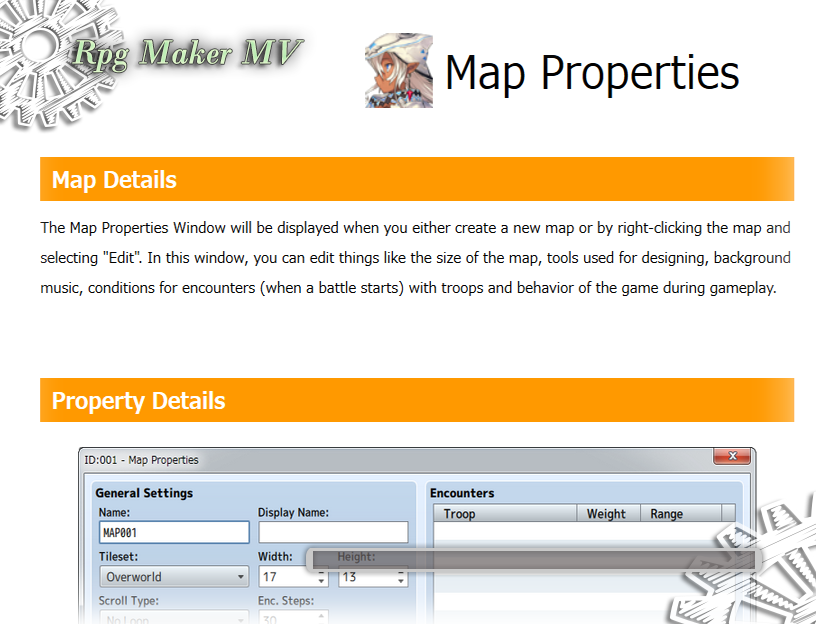 Rpg Maker MV
Map Properties
Map Details
The Map Properties Window will be displayed when you either create a new map or by right-clicking the map and
selecting "Edit". In this window, you can edit things like the size of the map, tools used for designing, background
music, conditions for encounters (when a battle starts) with troops and behavior of the game during gameplay.
Property Details
ID:001 - Map Properties
General Settings
Name:
Display Name:
MAP001
Tileset:
Width:
Height:
Overworld
17
13
Scroll Type:
Enc. Steps:
No Loop
30
Encounters
Troop
Weight
Range